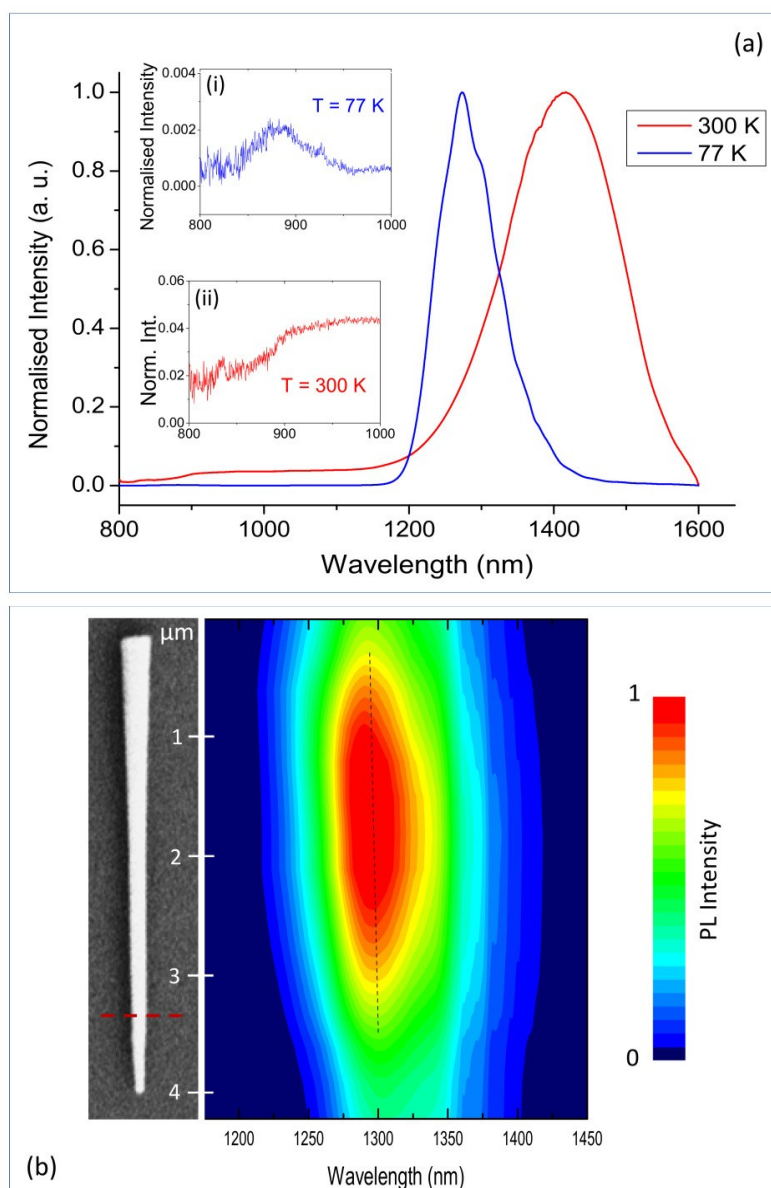 (a)
Normalised Intensity (a. u.)
1.0
0.8
0.6
0.4
0.2
0.0
800
1000
1200
1400
1600
Wavelength (nm)
300 K
77 K
(i)
T = 77 K
Normalised Intensity
0.004
0.002
0.000
800
900
1000
(ii)
T = 300 K
Norm. Int.
0.06
0.04
0.02
0.00
800
900
1000
µm
1
2
3
4
1200
1250
1300
1350
1400
1450
Wavelength (nm)
1
0
PL Intensity
(b)